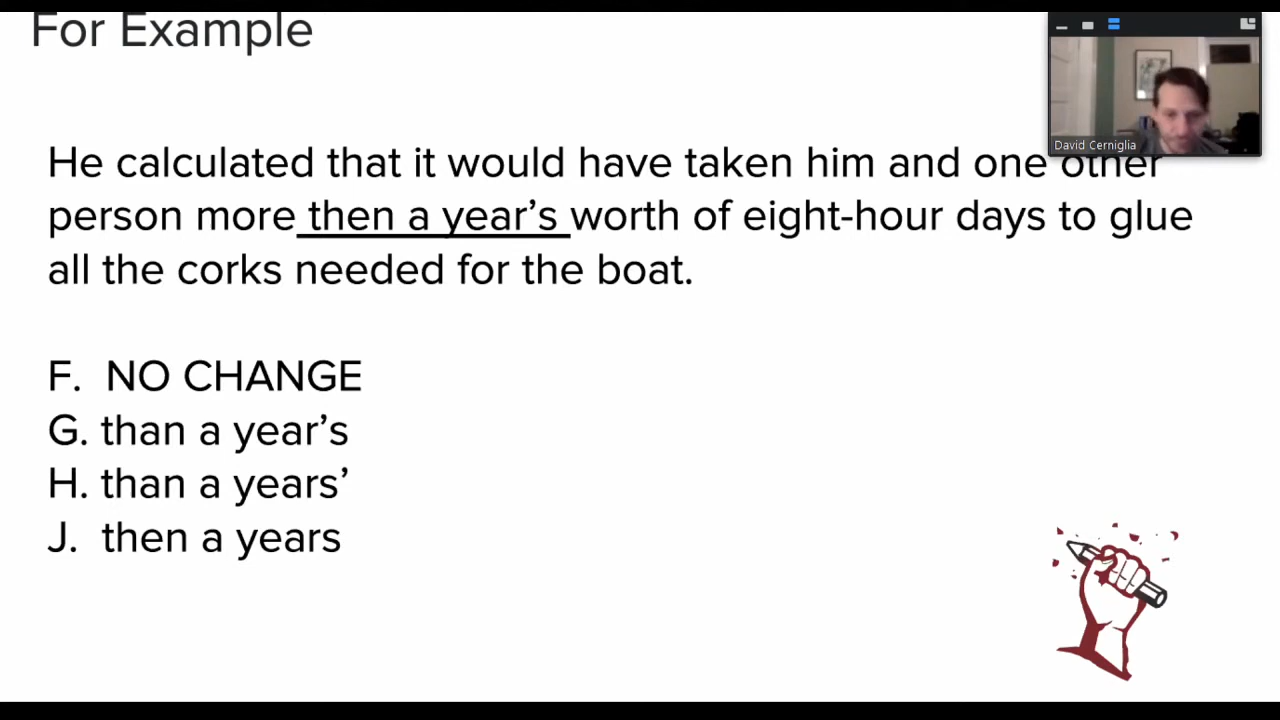 For Example
David Cerniglia
He calculated that it would have taken him and one other
person more then a year’s worth of eight-hour days to glue
all the corks needed for the boat.
F. NO CHANGE
G. than a year’s
H. than a years’
J. then a years